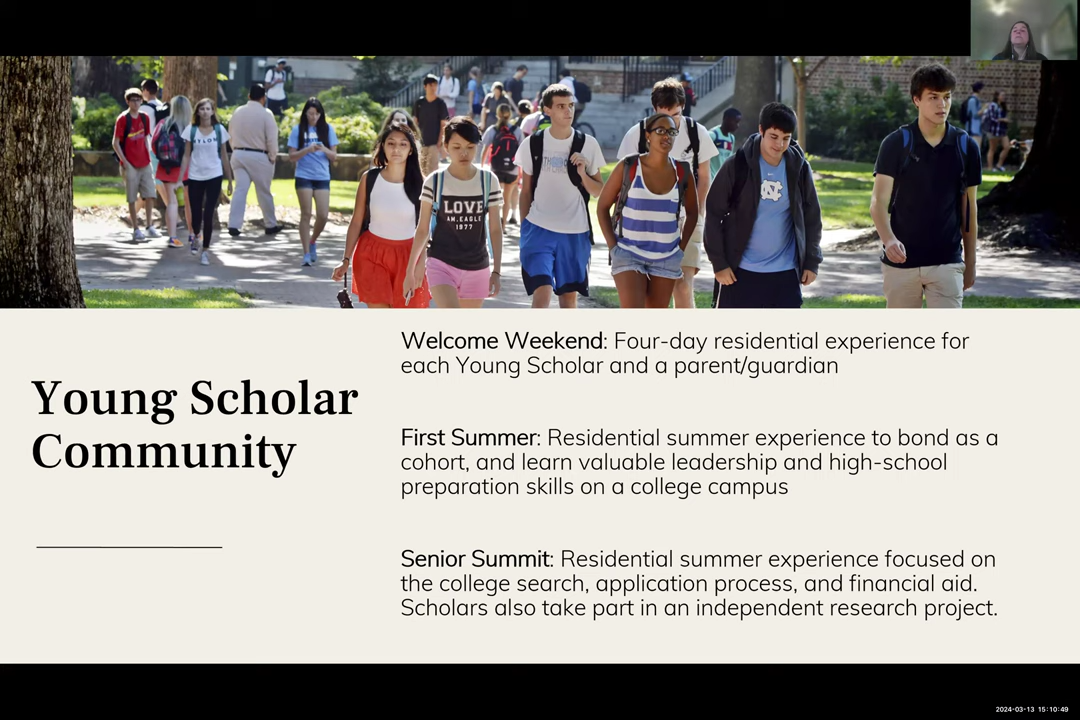 LOVE
AM.EAGLE
1977
Young Scholar
Community
Welcome Weekend: Four-day residential experience for
each Young Scholar and a parent/guardian
First Summer: Residential summer experience to bond as a
cohort, and learn valuable leadership and high-school
preparation skills on a college campus
Senior Summit: Residential summer experience focused on
the college search, application process, and financial aid.
Scholars also take part in an independent research project.
2024-03-13 15:10:49